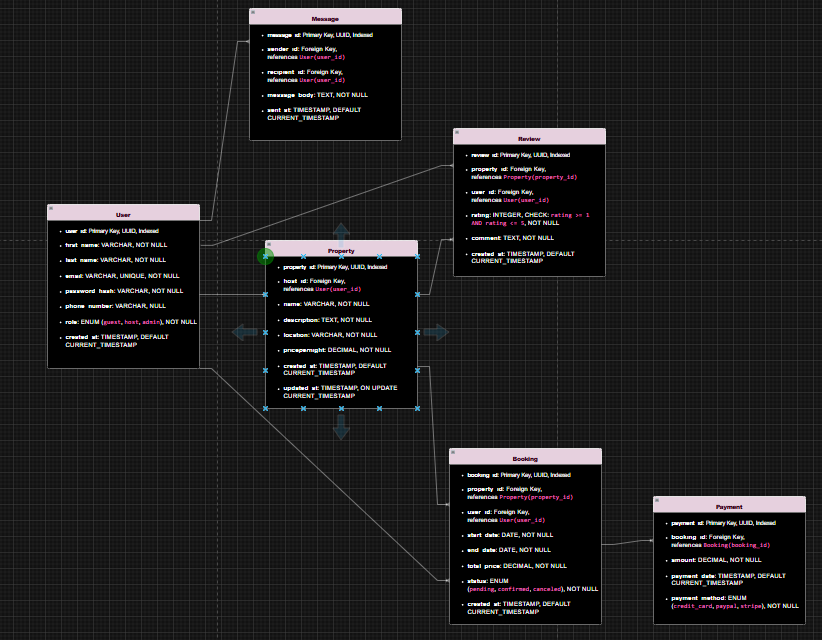 Message
message_id: Primary Key, UUID, Indexed
sender_id: Foreign Key,
references User(user_id)
recipient_id: Foreign Key,
references User(user_id)
message_body: TEXT, NOT NULL
sent_at: TIMESTAMP, DEFAULT
CURRENT_TIMESTAMP
Review
review_id: Primary Key, UUID, Indexed
property_id: Foreign Key,
references Property(property_id)
user_id: Foreign Key,
references User(user_id)
rating: INTEGER, CHECK: rating >= 1
AND rating <= 5, NOT NULL
comment: TEXT, NOT NULL
created_at: TIMESTAMP, DEFAULT
CURRENT_TIMESTAMP
User
user_id: Primary Key, UUID, Indexed
first_name: VARCHAR, NOT NULL
last_name: VARCHAR, NOT NULL
email: VARCHAR, UNIQUE, NOT NULL
password_hash: VARCHAR, NOT NULL
phone_number: VARCHAR, NULL
role: ENUM (guest, host, admin), NOT NULL
created_at: TIMESTAMP, DEFAULT
CURRENT_TIMESTAMP
Property
property_id: Primary Key, UUID, Indexed
host_id: Foreign Key,
references User(user_id)
name: VARCHAR, NOT NULL
description: TEXT, NOT NULL
location: VARCHAR, NOT NULL
pricepernight: DECIMAL, NOT NULL
created_at: TIMESTAMP, DEFAULT
CURRENT_TIMESTAMP
updated_at: TIMESTAMP, ON UPDATE
CURRENT_TIMESTAMP
Booking
booking_id: Primary Key, UUID, Indexed
property_id: Foreign Key,
references Property(property_id)
user_id: Foreign Key,
references User(user_id)
start_date: DATE, NOT NULL
end_date: DATE, NOT NULL
total_price: DECIMAL, NOT NULL
status: ENUM
(pending, confirmed, canceled), NOT NULL
created_at: TIMESTAMP, DEFAULT
CURRENT_TIMESTAMP
Payment
payment_id: Primary Key, UUID, Indexed
booking_id: Foreign Key,
references Booking(booking_id)
amount: DECIMAL, NOT NULL
payment_date: TIMESTAMP, DEFAULT
CURRENT_TIMESTAMP
payment_method: ENUM
(credit_card, paypal, stripe), NOT NULL